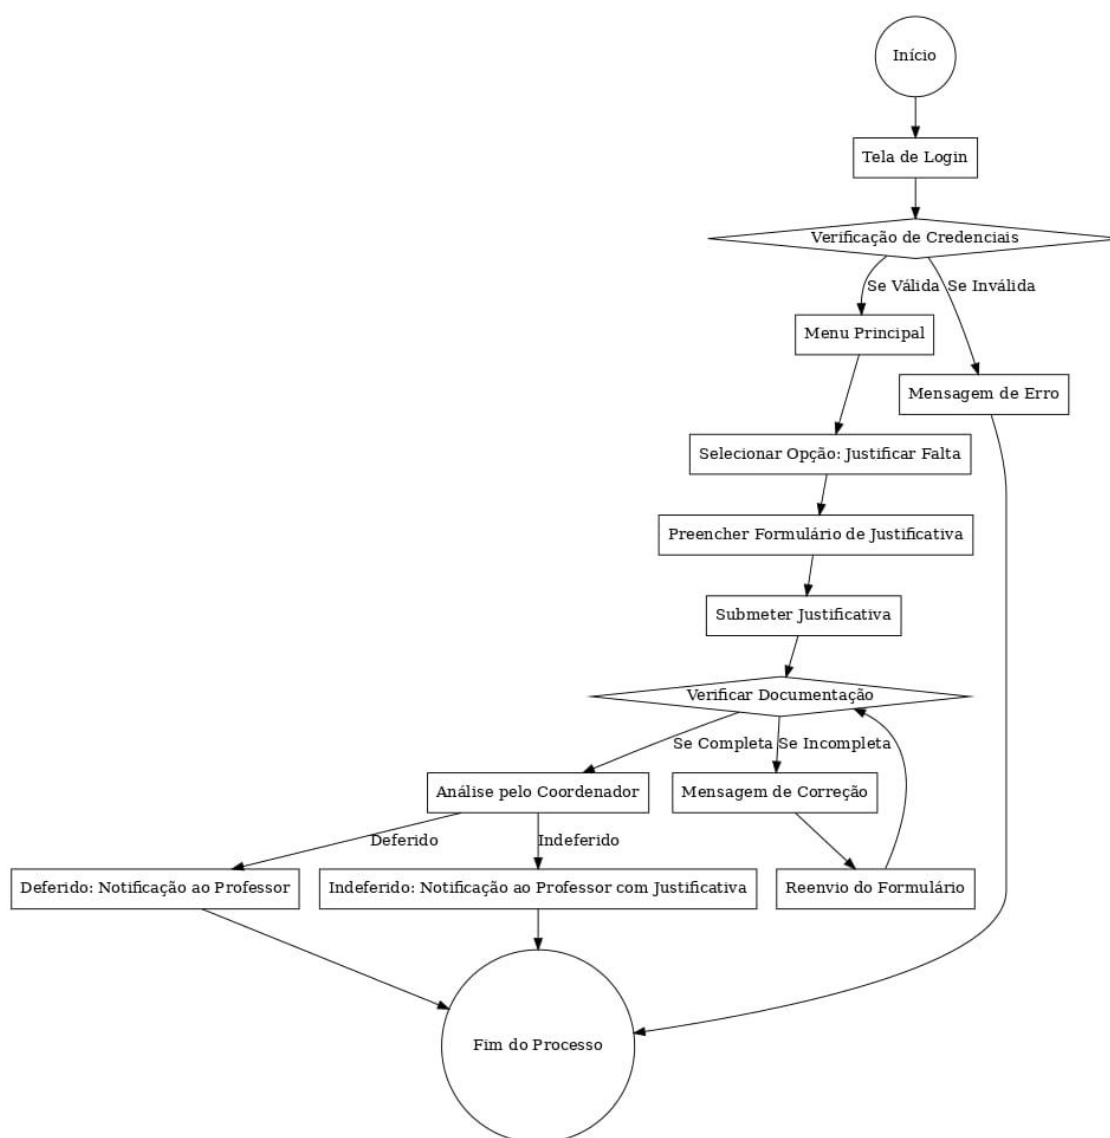 Início
Tela de Login
Verificação de Credenciais
Se Válida
Se Inválida
Menu Principal
Mensagem de Erro
Selecionar Opção: Justificar Falta
Preencher Formulário de Justificativa
Submeter Justificativa
Verificar Documentação
Se Completa
Se Incompleta
Análise pelo Coordenador
Mensagem de Correção
Deferido
Indeferido
Deferido: Notificação ao Professor
Indeferido: Notificação ao Professor com Justificativa
Reenvio do Formulário
Fim do Processo